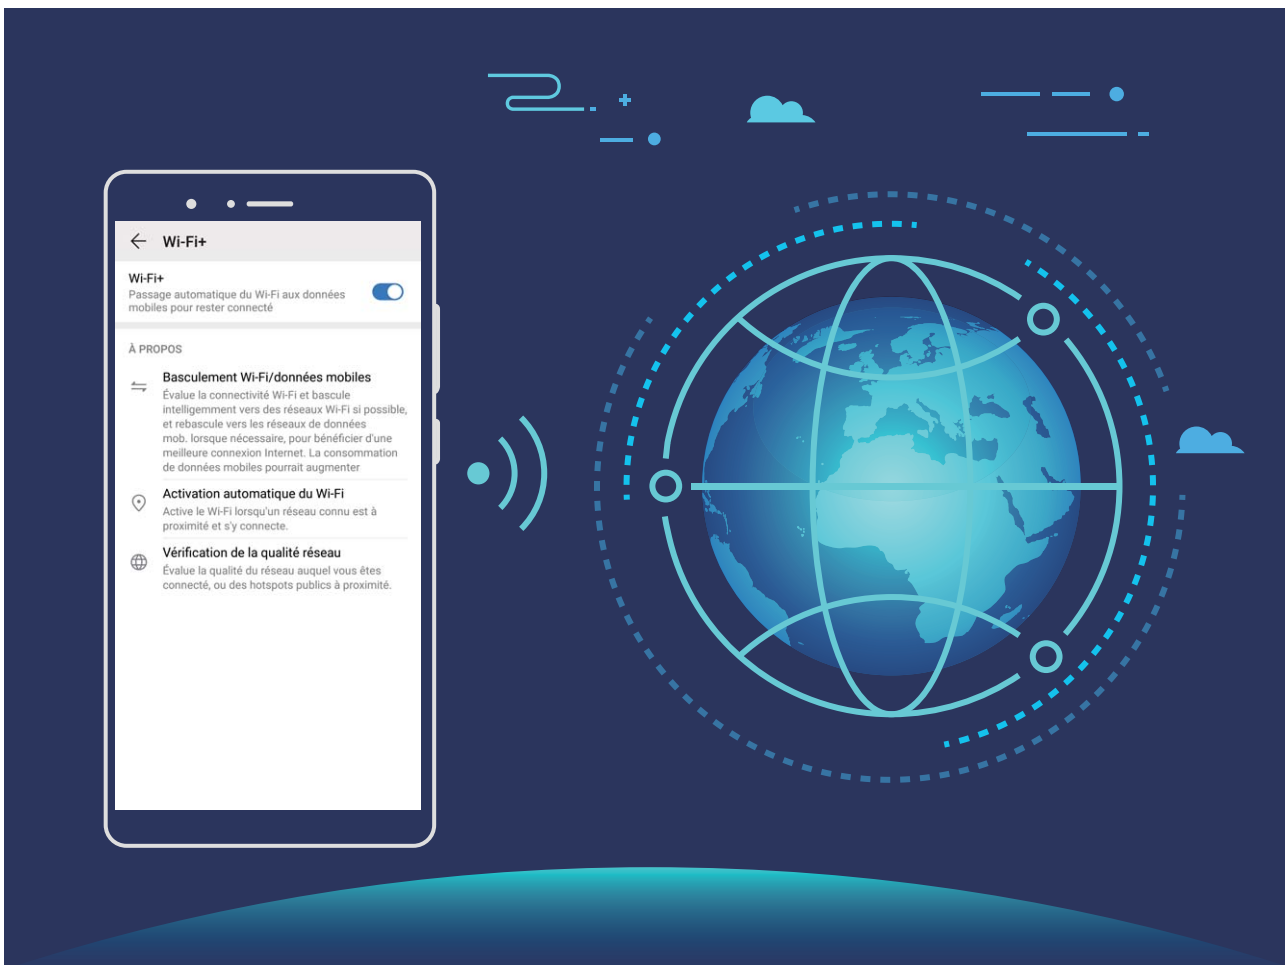 Wi-Fi+
Wi-Fi+
Passage automatique du Wi-Fi aux données
mobiles pour rester connecté
À PROPOS
Basculement Wi-Fi/données mobiles
Évalue la connectivité Wi-Fi et bascule
intelligemment vers des réseaux Wi-Fi si possible,
et rebascule vers les réseaux de données
mob. lorsque nécessaire, pour bénéficier d'une
meilleure connexion Internet. La consommation
de données mobiles pourrait augmenter
Activation automatique du Wi-Fi
Active le Wi-Fi lorsqu'un réseau connu est à
proximité et s'y connecte.
Vérification de la qualité réseau
Évalue la qualité du réseau auquel vous êtes
connecté, ou des hotspots publics à proximité.